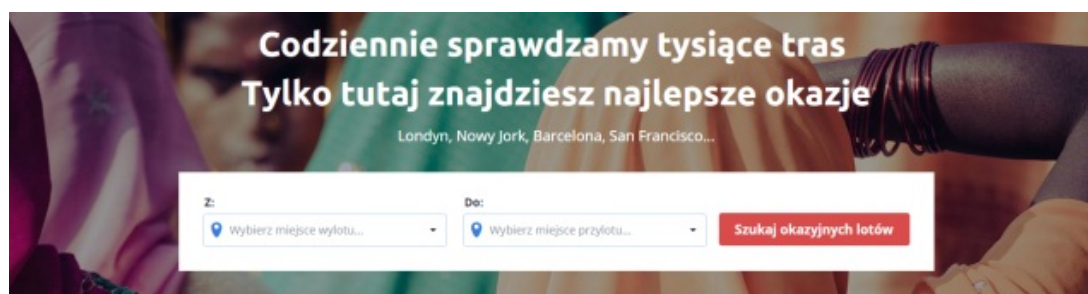 Codziennie sprawdzamy tysiące tras
Tylko tutaj znajdziesz najlepsze okazje
Londyn, Nowy Jork, Barcelona, San Francisco...
Z:
Do:
Wybierz miejsce wylotu...
Wybierz miejsce przylotu...
Szukaj okazyjnych lotów